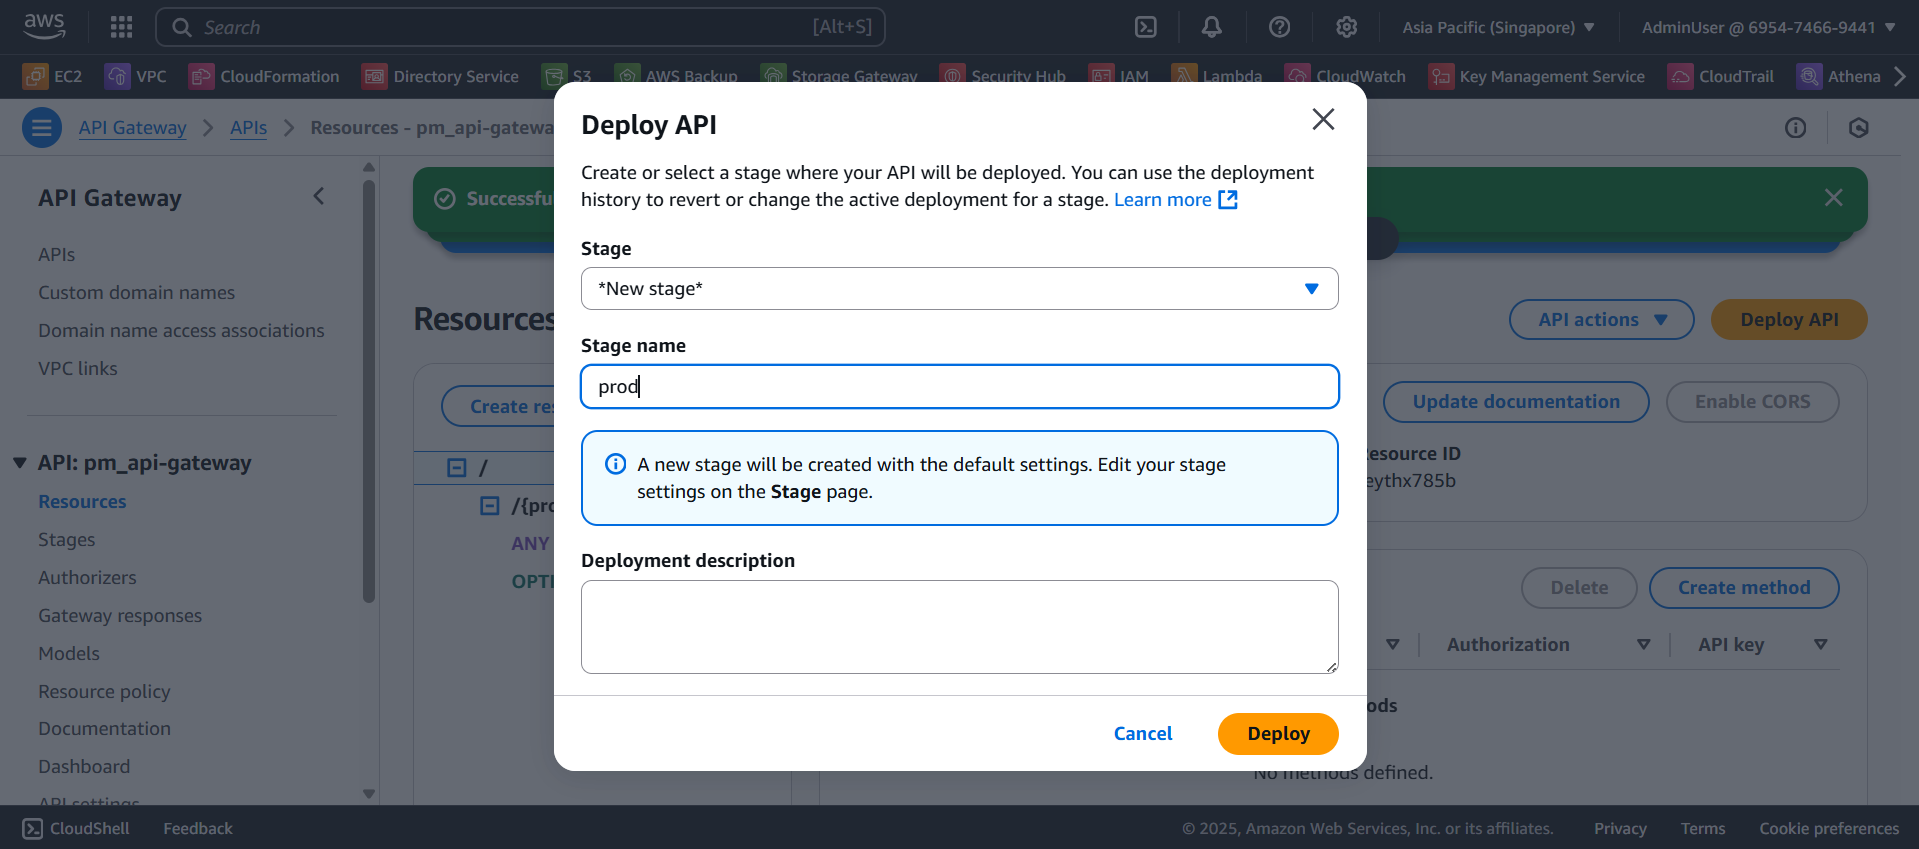 aws
Search
[Alt+S]
Asia Pacific (Singapore)
AdminUser @ 6954-7466-9441
EC2
VPC
CloudFormation
Directory Service
S3
AWS Backup
Storage Gateway
Security Hub
IAM
Lambda
CloudWatch
Key Management Service
CloudTrail
Athena
API Gateway
APIs
Resources - pm_api-gatewa
API Gateway
APIs
Custom domain names
Domain name access associations
VPC links
API: pm_api-gateway
Resources
Stages
Authorizers
Gateway responses
Models
Resource policy
Documentation
Dashboard
API settings
Successfu
Resources
API actions
Deploy API
Create res
Update documentation
Enable CORS
/
/{pro
ANY
OPTI
esource ID
eythx785b
Delete
Create method
Authorization
API key
ods
No methods defined.
Deploy API
Create or select a stage where your API will be deployed. You can use the deployment
history to revert or change the active deployment for a stage. Learn more
Stage
*New stage*
Stage name
prod
A new stage will be created with the default settings. Edit your stage
settings on the Stage page.
Deployment description
Cancel
Deploy
CloudShell
Feedback
© 2025, Amazon Web Services, Inc. or its affiliates.
Privacy
Terms
Cookie preferences